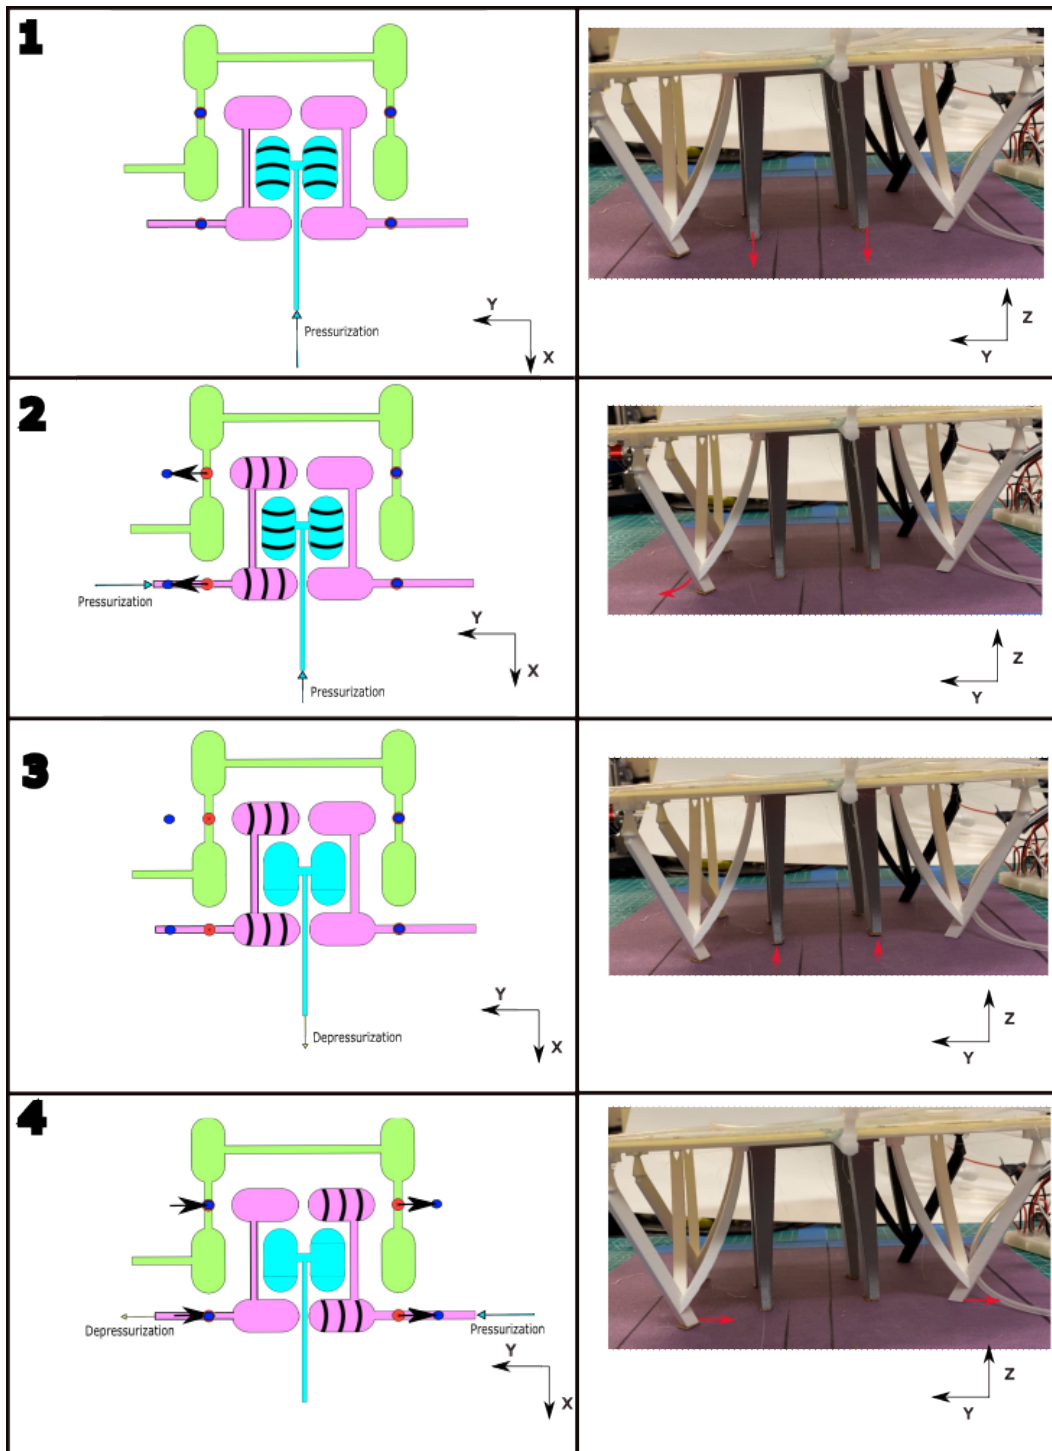 1
Pressurization
Y
X
Z
Y
2
Pressurization
Pressurization
Y
X
Z
Y
3
Depressurization
Y
X
Z
Y
4
Depressurization
Pressurization
Y
X
Z
Y